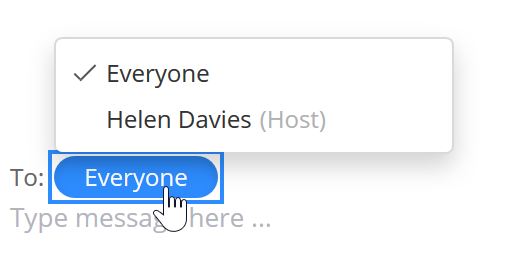 Everyone
Helen Davies (Host)
To: Everyone
Type message here ...